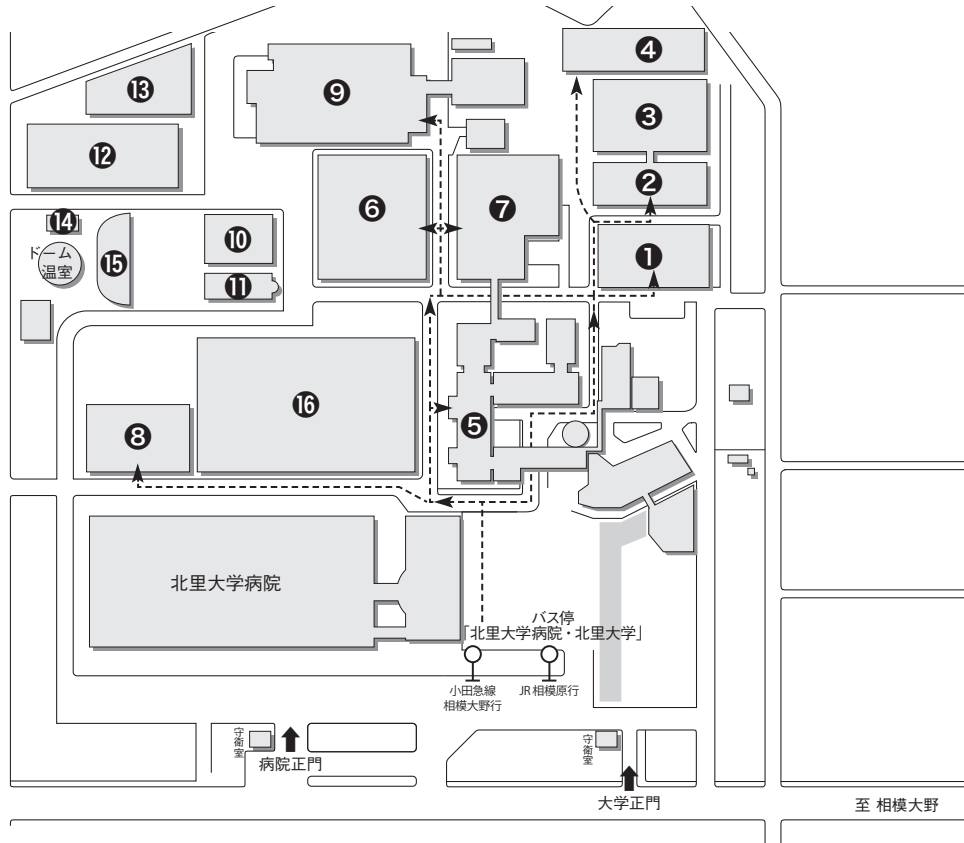 ❹
❾
⓭
❸
⓬
❷
❻
❼
⓮
❿
ドーム
温室
⓯
❶
⓫
⓰
❺
❽
北里大学病院
バス停
「北里大学病院・北里大学」
小田急線
相模大野行
JR相模原行
守衛室
守衛室
病院正門
大学正門
至 相模大野